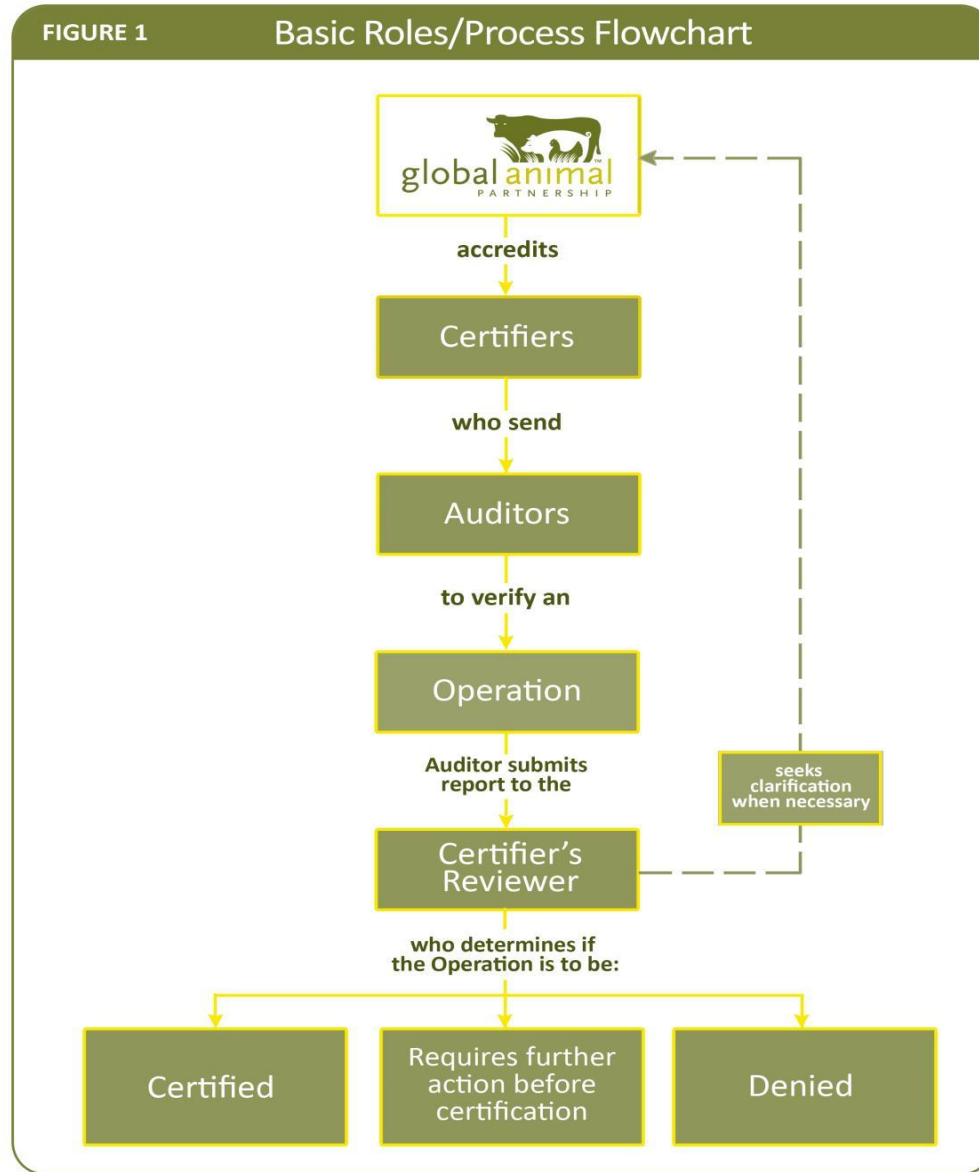 FIGURE 1
Basic Roles/Process Flowchart
global animal™
PARTNERSHIP
accredits
Certifiers
who send
Auditors
to verify an
Operation
Auditor submits
report to the
seeks
clarification
when necessary
Certifier's
Reviewer
who determines if
the Operation is to be:
Certified
Requires further
action before
certification
Denied